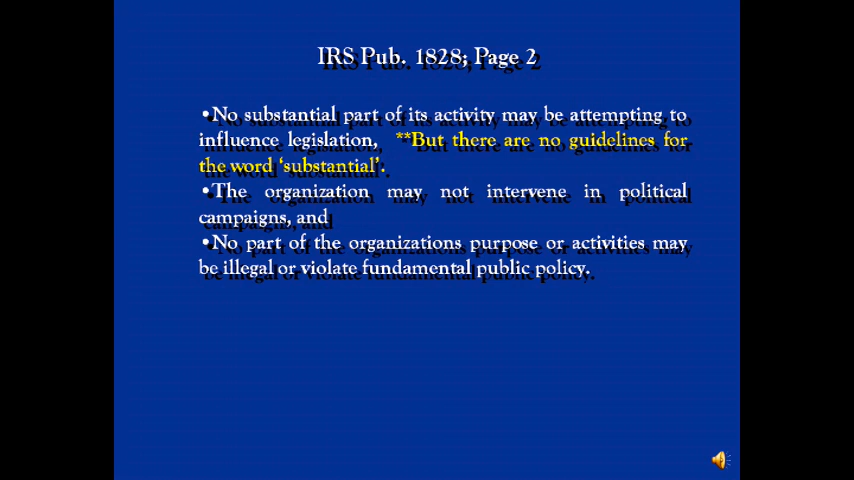 IRS Pub. 1828; Page 2
•No substantial part of its activity may be attempting to
influence legislation, **But there are no guidelines for
the word ‘substantial’.
•The organization may not intervene in political
campaigns, and
•No part of the organizations purpose or activities may
be illegal or violate fundamental public policy.